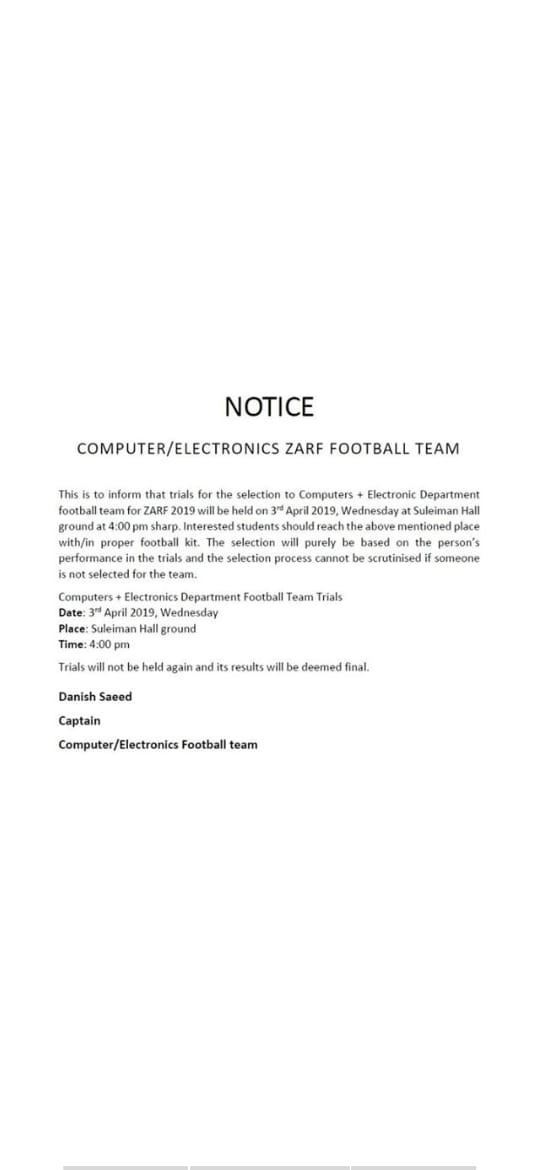 NOTICE
COMPUTER/ELECTRONICS ZARF FOOTBALL TEAM
This is to inform that trials for the selection to Computers + Electronic Department
football team for ZARF 2019 will be held on 3rd April 2019, Wednesday at Suleiman Hall
ground at 4:00 pm sharp. Interested students should reach the above mentioned place
with/in proper football kit. The selection will purely be based on the person's
performance in the trials and the selection process cannot be scrutinised if someone
is not selected for the team.
Computers + Electronics Department Football Team Trials
Date: 3rd April 2019, Wednesday
Place: Suleiman Hall ground
Time: 4:00 pm
Trials will not be held again and its results will be deemed final.
Danish Saeed
Captain
Computer/Electronics Football team